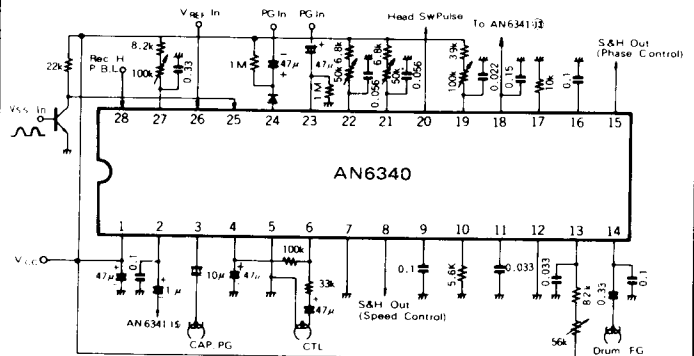 V REF In
PG In
PG In
Head Sw Pulse
To AN6341 ⑬
S&H Out
(Phase Control)
22k
Rec H
P.B.L
8.2k
100k
0.33
1M
47μ
47μ
1M
50k
6.8k
0.056
50k
6.8k
0.056
3.9k
100k
0.022
0.15
10k
0.1
VSS In
28 27 26 25 24 23 22 21 20 19 18 17 16 15
AN6340
1 2 3 4 5 6 7 8 9 10 11 12 13 14
VCC
47μ
0.1
1μ
AN6341
10μ
CAP. PG
47μ
100k
33k
47μ
CTL
S&H Out
(Speed Control)
0.1
5.6K
0.033
0.033
8.2k
56k
0.33
0.1
Drum FG